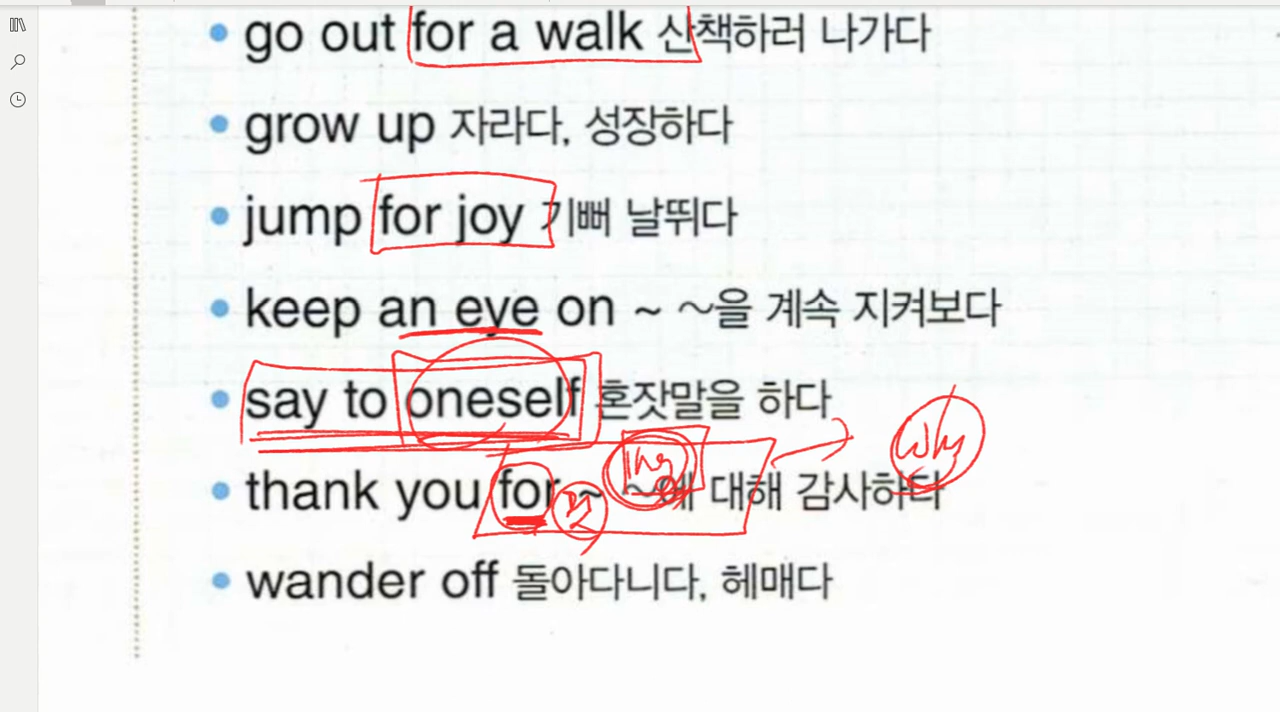 go out for a walk 산책하러 나가다
grow up 자라다, 성장하다
jump for joy 기뻐 날뛰다
keep an eye on ~ ~을 계속 지켜보다
say to oneself 혼잣말을 하다
why
ing
thank you for ~ ~에 대해 감사하다
wander off 돌아다니다, 헤매다